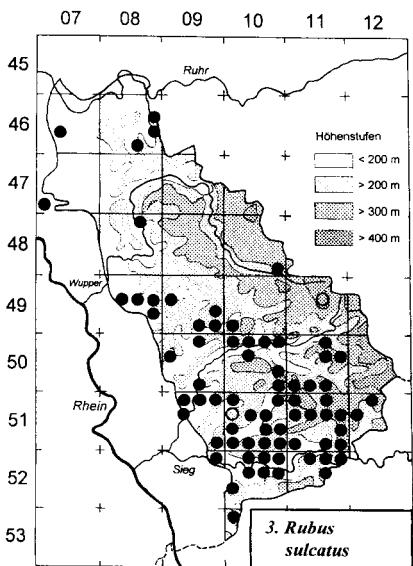 07 08 09 10 11 12
45
46
47
48
49
50
51
52
53
Ruhr
Höhenstufen
< 200 m
> 200 m
> 300 m
> 400 m
Wupper
Rhein
Sieg
3. Rubus
sulcatus